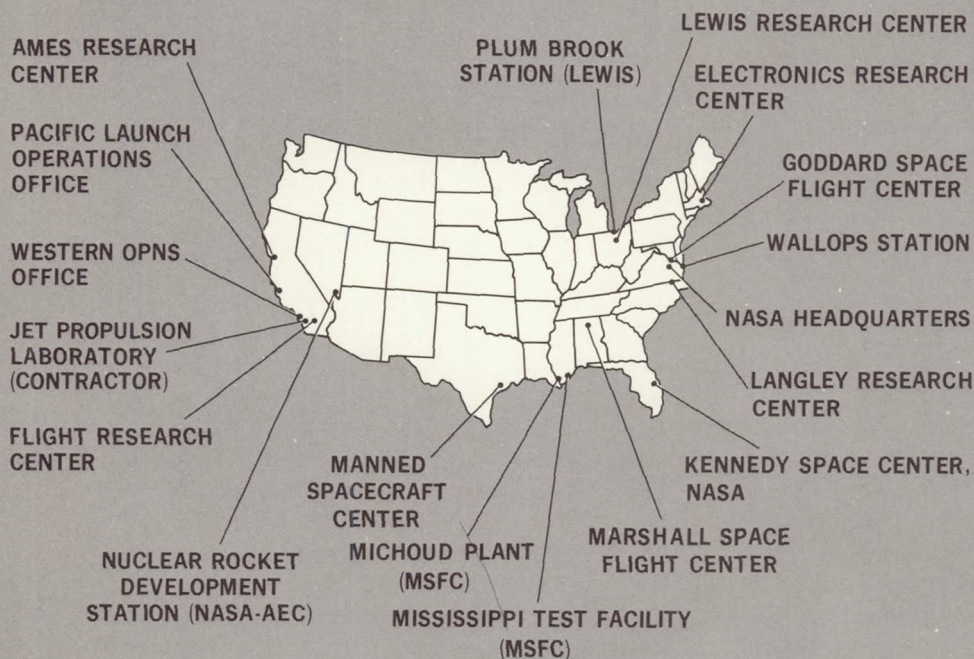 AMES RESEARCH
CENTER
PACIFIC LAUNCH
OPERATIONS
OFFICE
WESTERN OPNS
OFFICE
JET PROPULSION
LABORATORY
(CONTRACTOR)
FLIGHT RESEARCH
CENTER
NUCLEAR ROCKET
DEVELOPMENT
STATION (NASA-AEC)
MANNED
SPACECRAFT
CENTER
MICHOUD PLANT
(MSFC)
MISSISSIPPI TEST FACILITY
(MSFC)
MARSHALL SPACE
FLIGHT CENTER
KENNEDY SPACE CENTER,
NASA
LANGLEY RESEARCH
CENTER
NASA HEADQUARTERS
WALLOPS STATION
GODDARD SPACE
FLIGHT CENTER
ELECTRONICS RESEARCH
CENTER
LEWIS RESEARCH CENTER
PLUM BROOK
STATION (LEWIS)